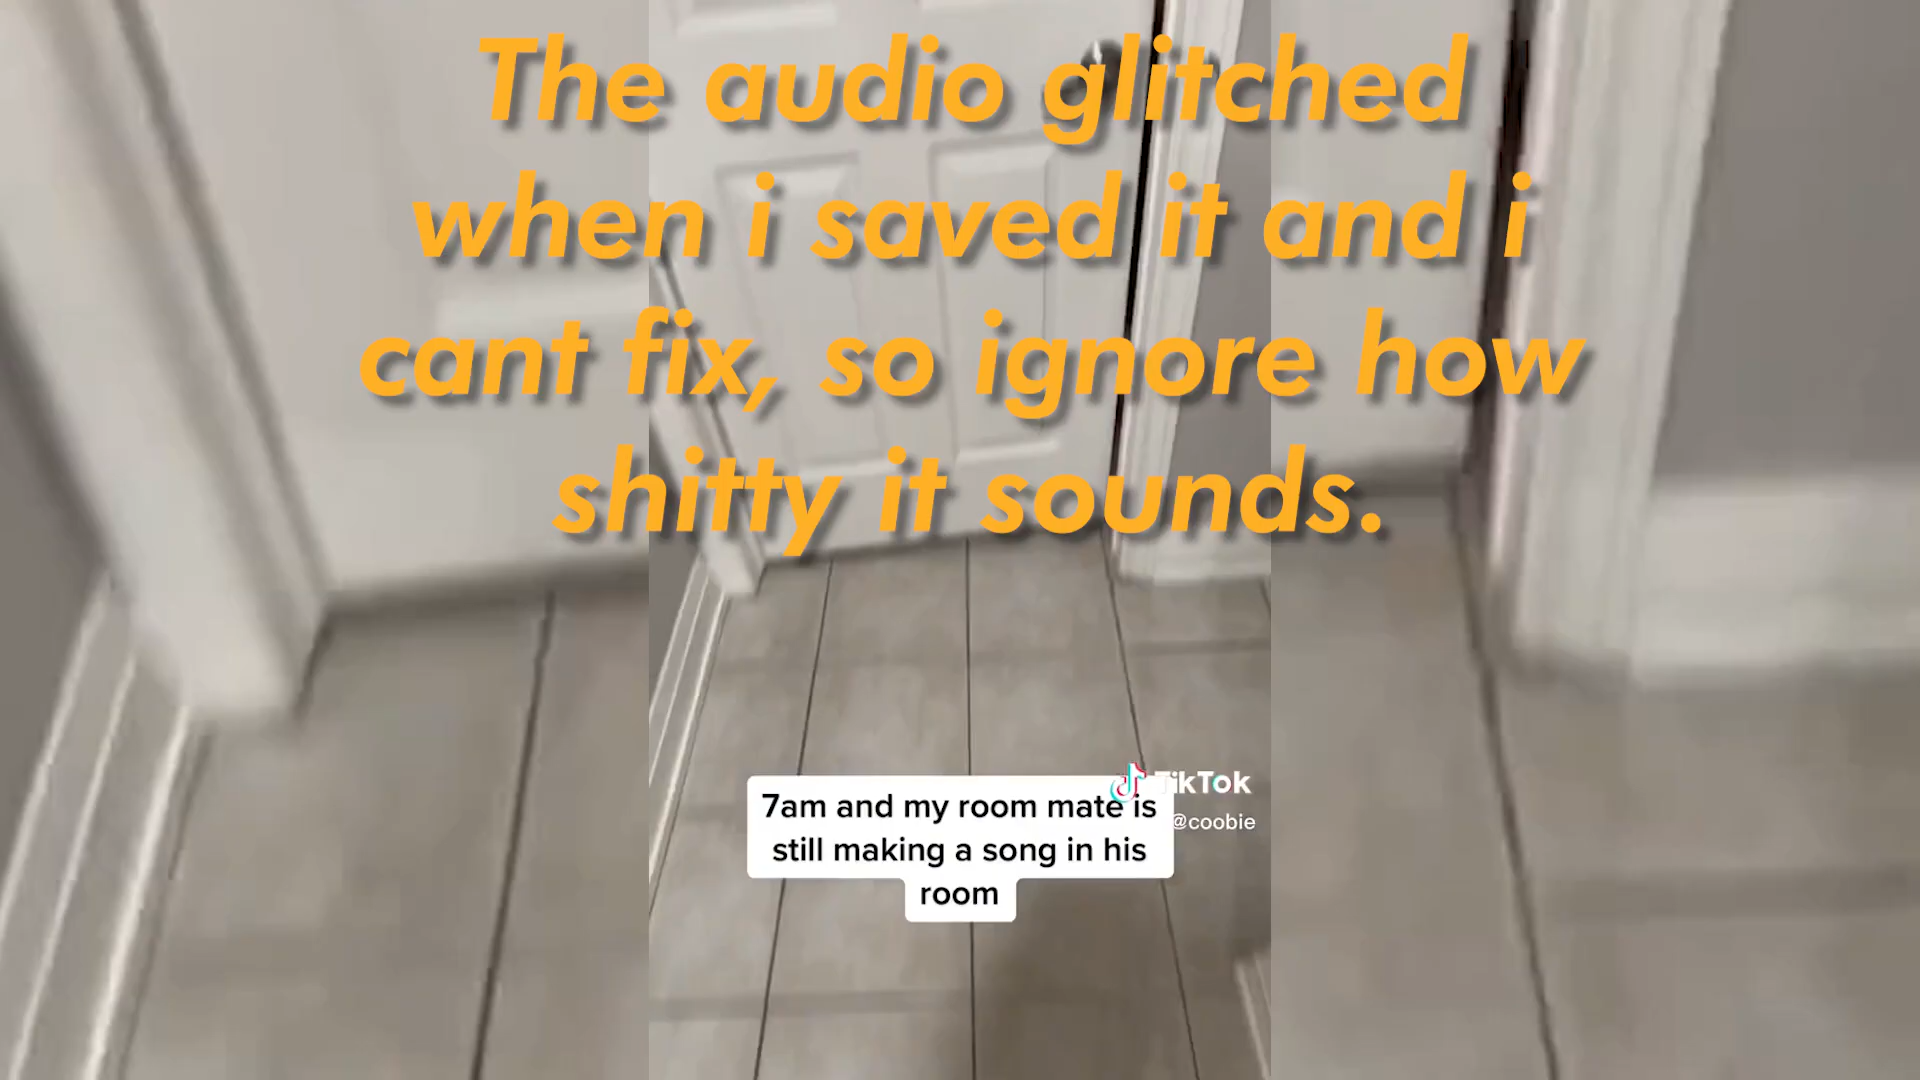 The audio glitched
when i saved it and i
cant fix, so ignore how
shitty it sounds.
TikTok
7am and my room mate is
@coobie
still making a song in his
room